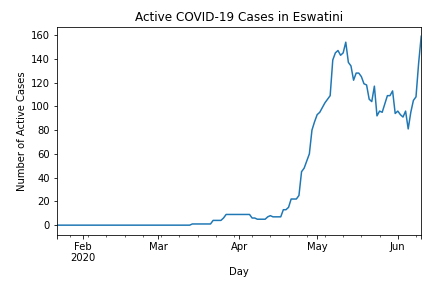 Active COVID-19 Cases in Eswatini
Number of Active Cases
160
140
120
100
80
60
40
20
0
Feb
2020
Mar
Apr
May
Jun
Day